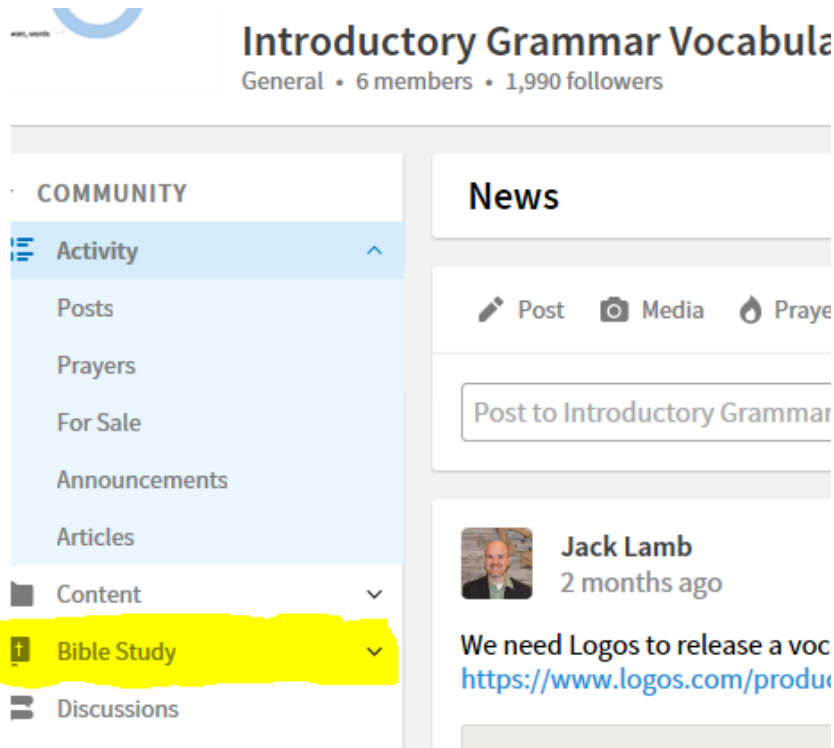 Introductory Grammar Vocabula
General • 6 members • 1,990 followers
COMMUNITY
Activity
Posts
Prayers
For Sale
Announcements
Articles
Content
Bible Study
Discussions
News
Post Media Praye
Post to Introductory Grammar
Jack Lamb
2 months ago
We need Logos to release a voc
https://www.logos.com/produc